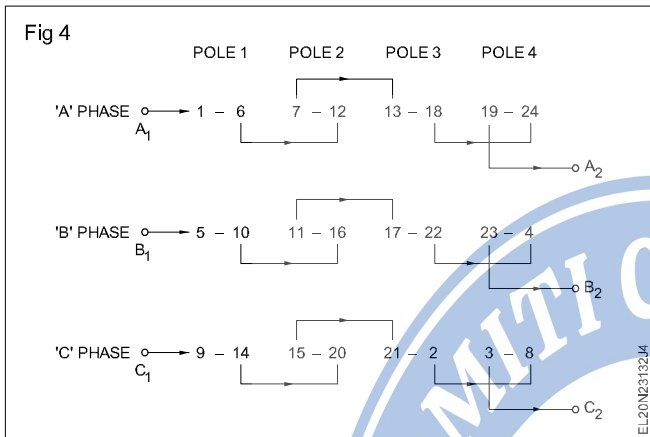 Fig 4
POLE 1 POLE 2 POLE 3 POLE 4
'A' PHASE A1 1 – 6 7 – 12 13 – 18 19 – 24
A2
'B' PHASE B1 5 – 10 11 – 16 17 – 22 23 – 4
B2
'C' PHASE C1 9 – 14 15 – 20 21 – 2 3 – 8
C2
EL20N23132J4
MITI O